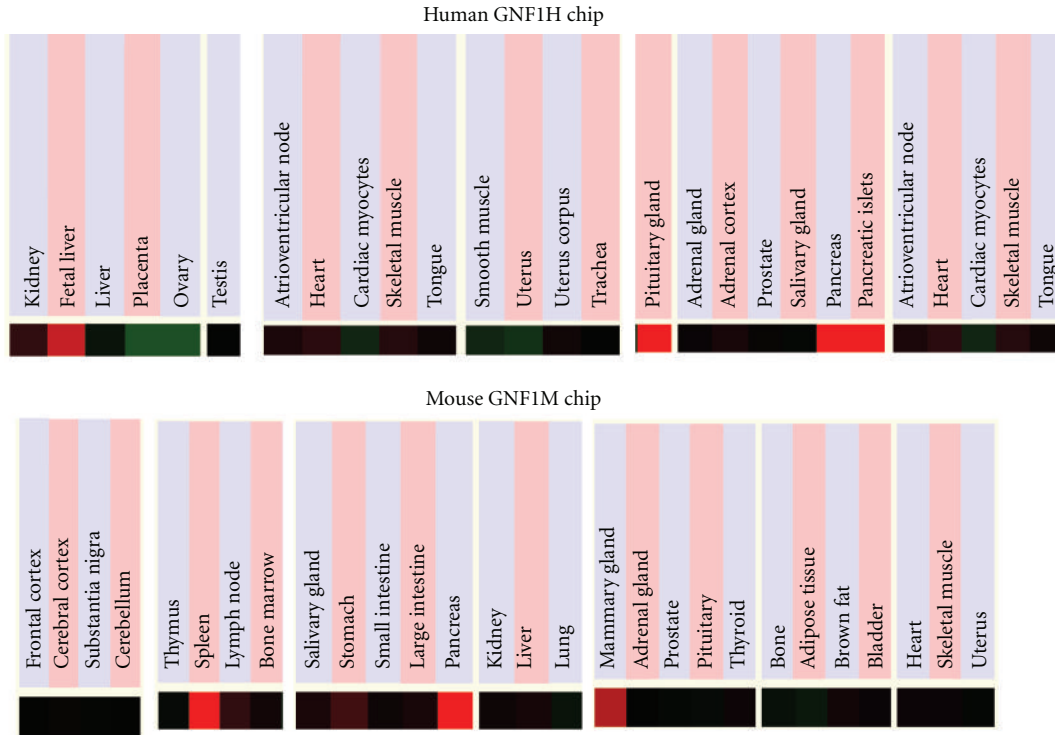 Human GNF1H chip
Kidney
Fetal liver
Liver
Placenta
Ovary
Testis
Atrioventricular node
Heart
Cardiac myocytes
Skeletal muscle
Tongue
Smooth muscle
Uterus
Uterus corpus
Trachea
Pituitary gland
Adrenal gland
Adrenal cortex
Prostate
Salivary gland
Pancreas
Pancreatic islets
Atrioventricular node
Heart
Cardiac myocytes
Skeletal muscle
Tongue
Mouse GNF1M chip
Frontal cortex
Cerebral cortex
Substantia nigra
Cerebellum
Thymus
Spleen
Lymph node
Bone marrow
Salivary gland
Stomach
Small intestine
Large intestine
Pancreas
Kidney
Liver
Lung
Mammary gland
Adrenal gland
Prostate
Pituitary
Thyroid
Bone
Adipose tissue
Brown fat
Bladder
Heart
Skeletal muscle
Uterus